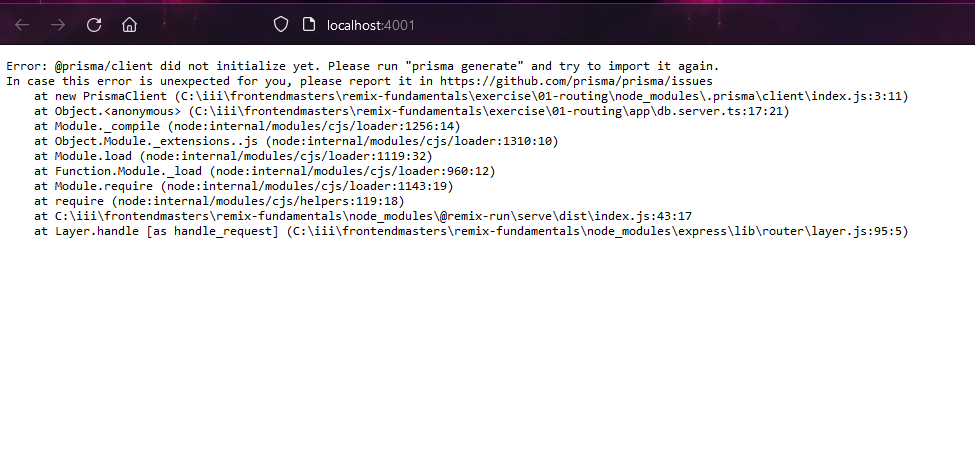 localhost:4001
Error: @prisma/client did not initialize yet. Please run "prisma generate" and try to import it again.
In case this error is unexpected for you, please report it in https://github.com/prisma/prisma/issues
    at new PrismaClient (C:\iii\frontendmasters\remix-fundamentals\exercise\01-routing\node_modules\.prisma\client\index.js:3:11)
    at Object.<anonymous> (C:\iii\frontendmasters\remix-fundamentals\exercise\01-routing\app\db.server.ts:17:21)
    at Module._compile (node:internal/modules/cjs/loader:1256:14)
    at Object.Module._extensions..js (node:internal/modules/cjs/loader:1310:10)
    at Module.load (node:internal/modules/cjs/loader:1119:32)
    at Function.Module._load (node:internal/modules/cjs/loader:960:12)
    at Module.require (node:internal/modules/cjs/loader:1143:19)
    at require (node:internal/modules/cjs/helpers:119:18)
    at C:\iii\frontendmasters\remix-fundamentals\node_modules\@remix-run\serve\dist\index.js:43:17
    at Layer.handle [as handle_request] (C:\iii\frontendmasters\remix-fundamentals\node_modules\express\lib\router\layer.js:95:5)